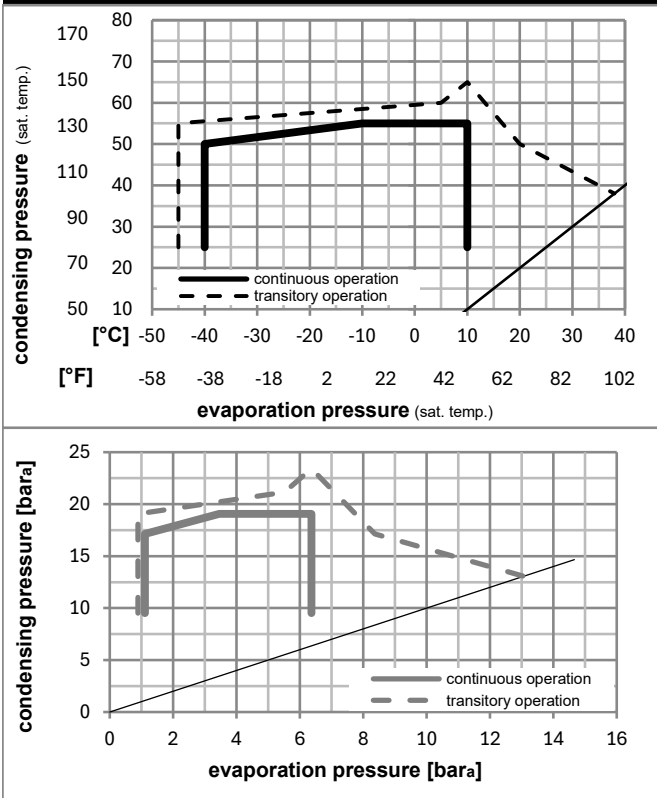 condensing pressure (sat. temp.)
170 80
70
150 60
130 50
110 40
90 30
70 20
50 10
continuous operation
transitory operation
[°C] -50 -40 -30 -20 -10 0 10 20 30 40
[°F] -58 -38 -18 2 22 42 62 82 102
evaporation pressure (sat. temp.)
condensing pressure [bara]
25
20
15
10
5
0
continuous operation
transitory operation
0 2 4 6 8 10 12 14 16
evaporation pressure [bara]